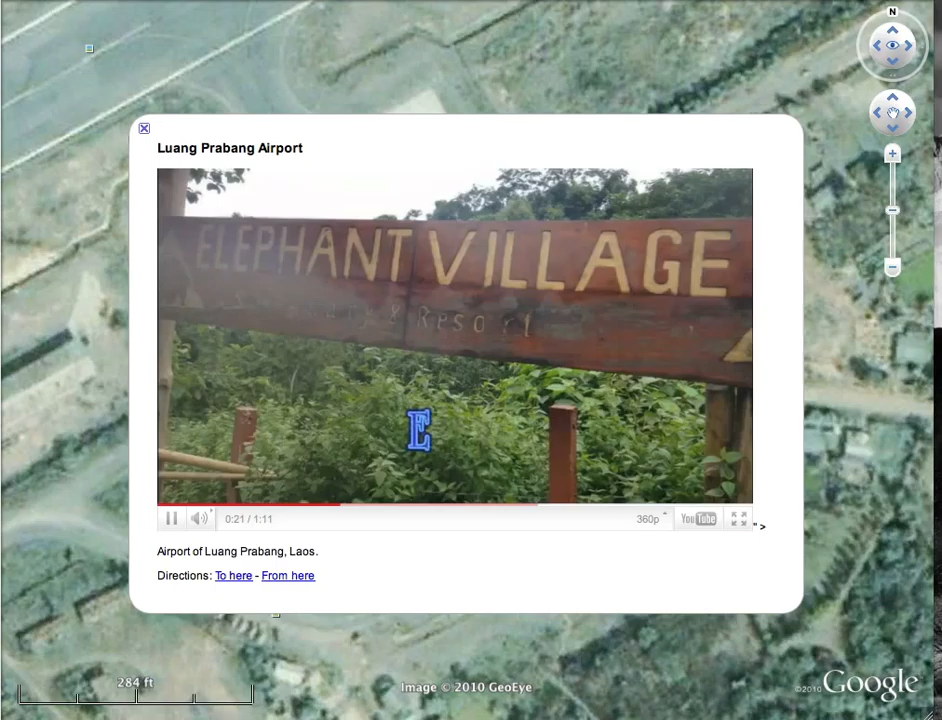 N
Luang Prabang Airport
ELEPHANT VILLAGE
& Resort
E
0:21 / 1:11
360p
YouTube
" >
Airport of Luang Prabang, Laos.
Directions: To here - From here
284 ft
Image © 2010 GeoEye
©2010 Google